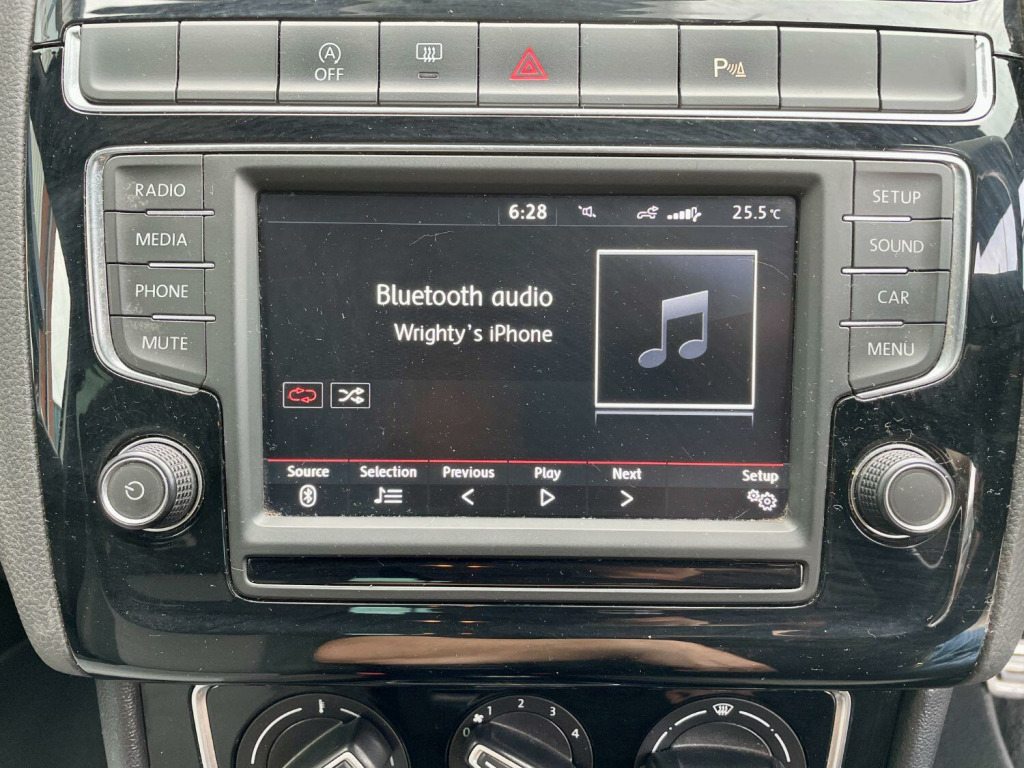 A
OFF
P
RADIO
MEDIA
PHONE
MUTE
SETUP
SOUND
CAR
MENU
6:28 25.5°C
Bluetooth audio
Wrighty's iPhone
Source Selection Previous Play Next Setup
0 1 2 3 4